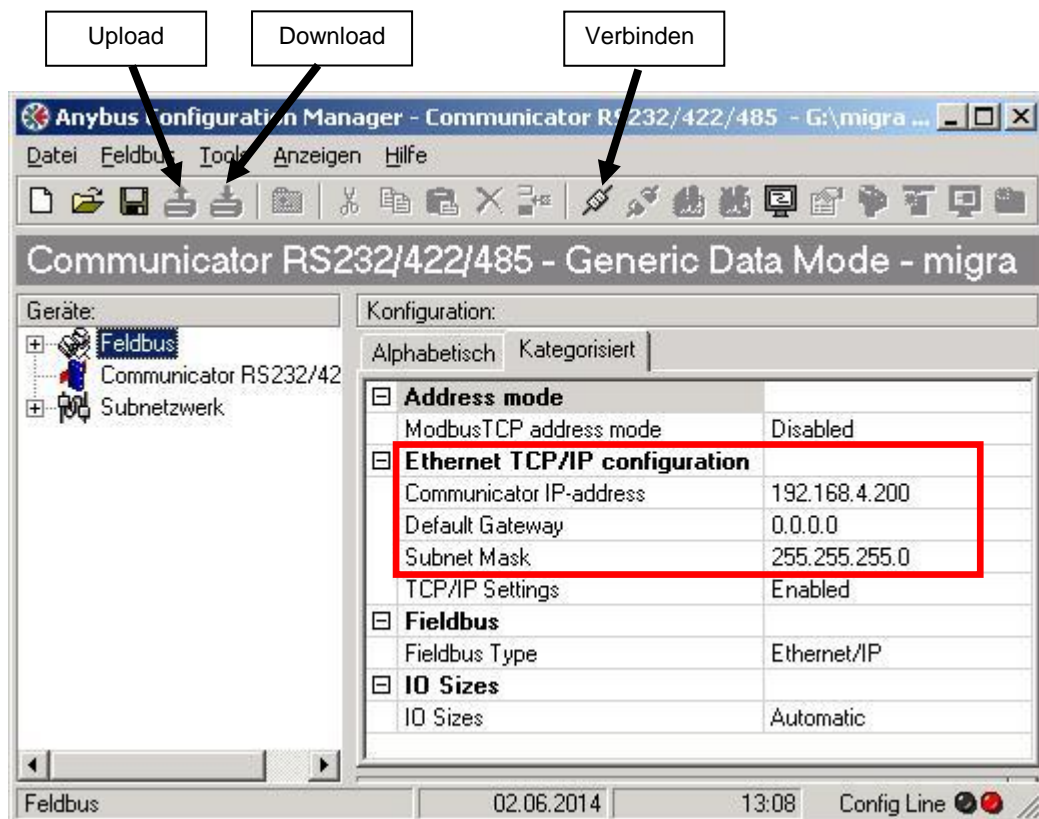 Upload Download Verbinden
Anybus Configuration Manager - Communicator RS232/422/485 - G:\migra ...
Datei Feldbus Tools Anzeigen Hilfe
Communicator RS232/422/485 - Generic Data Mode - migra
Geräte:
Feldbus
Communicator RS232/42
Subnetzwerk
Konfiguration:
Alphabetisch Kategorisiert
Address mode
ModbusTCP address mode Disabled
Ethernet TCP/IP configuration
Communicator IP-address 192.168.4.200
Default Gateway 0.0.0.0
Subnet Mask 255.255.255.0
TCP/IP Settings Enabled
Fieldbus
Fieldbus Type Ethernet/IP
IO Sizes
IO Sizes Automatic
Feldbus 02.06.2014 13:08 Config Line